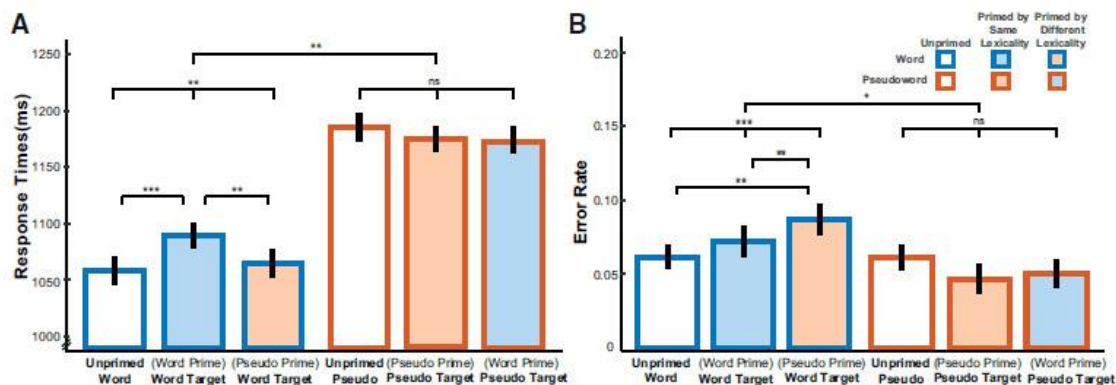 A
Response Times(ms)
1250
1200
1150
1100
1050
1000
**
**
ns
***
**
Unprimed
Word
(Word Prime)
Word Target
(Pseudo Prime)
Word Target
Unprimed
Pseudo
(Pseudo Prime)
Pseudo Target
(Word Prime)
Pseudo Target
B
Error Rate
0.20
0.15
0.10
0.05
0
Unprimed
Primed by
Same
Lexicality
Primed by
Different
Lexicality
Word
Pseudoword
*
***
ns
**
**
Unprimed
Word
(Word Prime)
Word Target
(Pseudo Prime)
Word Target
Unprimed
Pseudo
(Pseudo Prime)
Pseudo Target
(Word Prime)
Pseudo Target